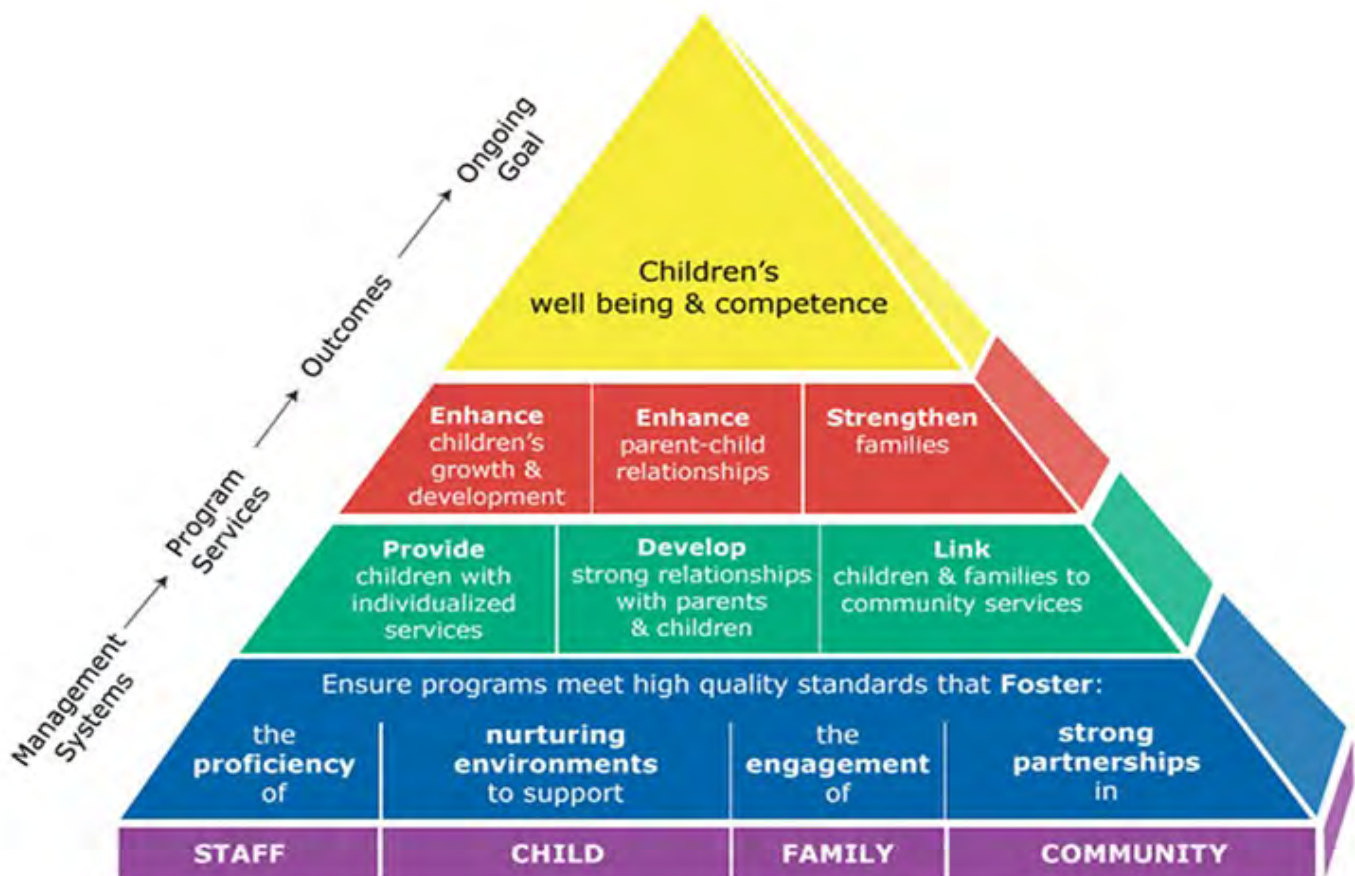 Ongoing
Goal
Outcomes
Program
Services
Management
Systems
Children's
well being & competence
Enhance
children's
growth &
development
Enhance
parent-child
relationships
Strengthen
families
Provide
children with
individualized
services
Develop
strong relationships
with parents
& children
Link
children & families to
community services
Ensure programs meet high quality standards that Foster:
the
proficiency
of
nurturing
environments
to support
the
engagement
of
strong
partnerships
in
STAFF
CHILD
FAMILY
COMMUNITY